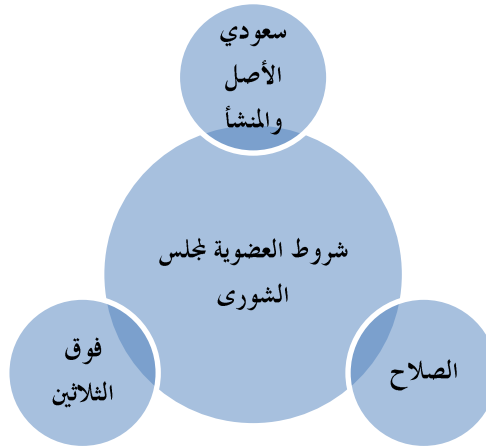 سعودي
الأصل
والمنشأ
شروط العضوية لمجلس
الشورى
الصلاح
فوق
الثلاثين